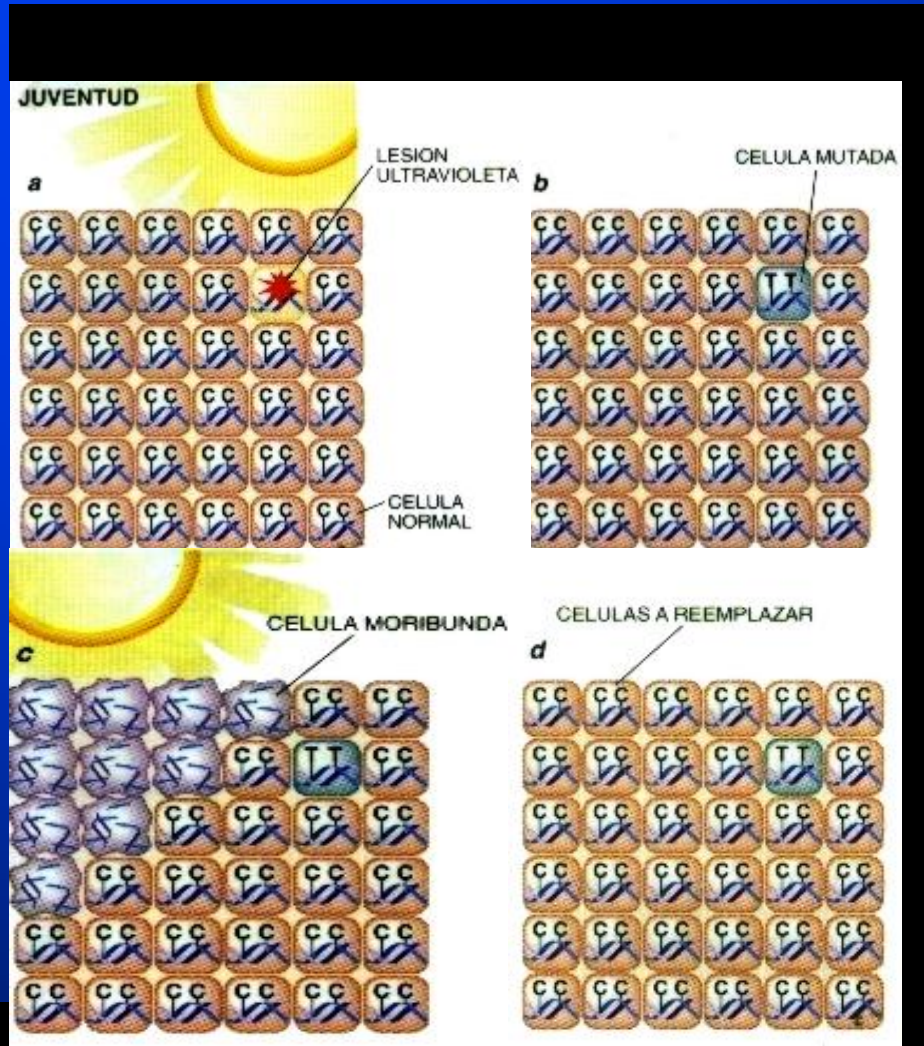 JUVENTUD
LESION
ULTRAVIOLETA
a
CELULA MUTADA
b
C C C C C C C C C C C C
C C C C C C C C C C
C C C C C C C C C C C C
C C C C C C C C C C C C
C C C C C C C C C C C C
C C C C C C C C C C C C
CELULA
NORMAL
C C C C C C C C C C C C
C C C C C C C C T T C C
C C C C C C C C C C C C
C C C C C C C C C C C C
C C C C C C C C C C C C
C C C C C C C C C C C C
CELULA MORIBUNDA
c
C C C C
C C T T C C
C C C C C C C C
C C C C C C C C C C
C C C C C C C C C C C C
C C C C C C C C C C C C
CELULAS A REEMPLAZAR
d
C C C C C C C C C C C C
C C C C C C C C T T C C
C C C C C C C C C C C C
C C C C C C C C C C C C
C C C C C C C C C C C C
C C C C C C C C C C C C